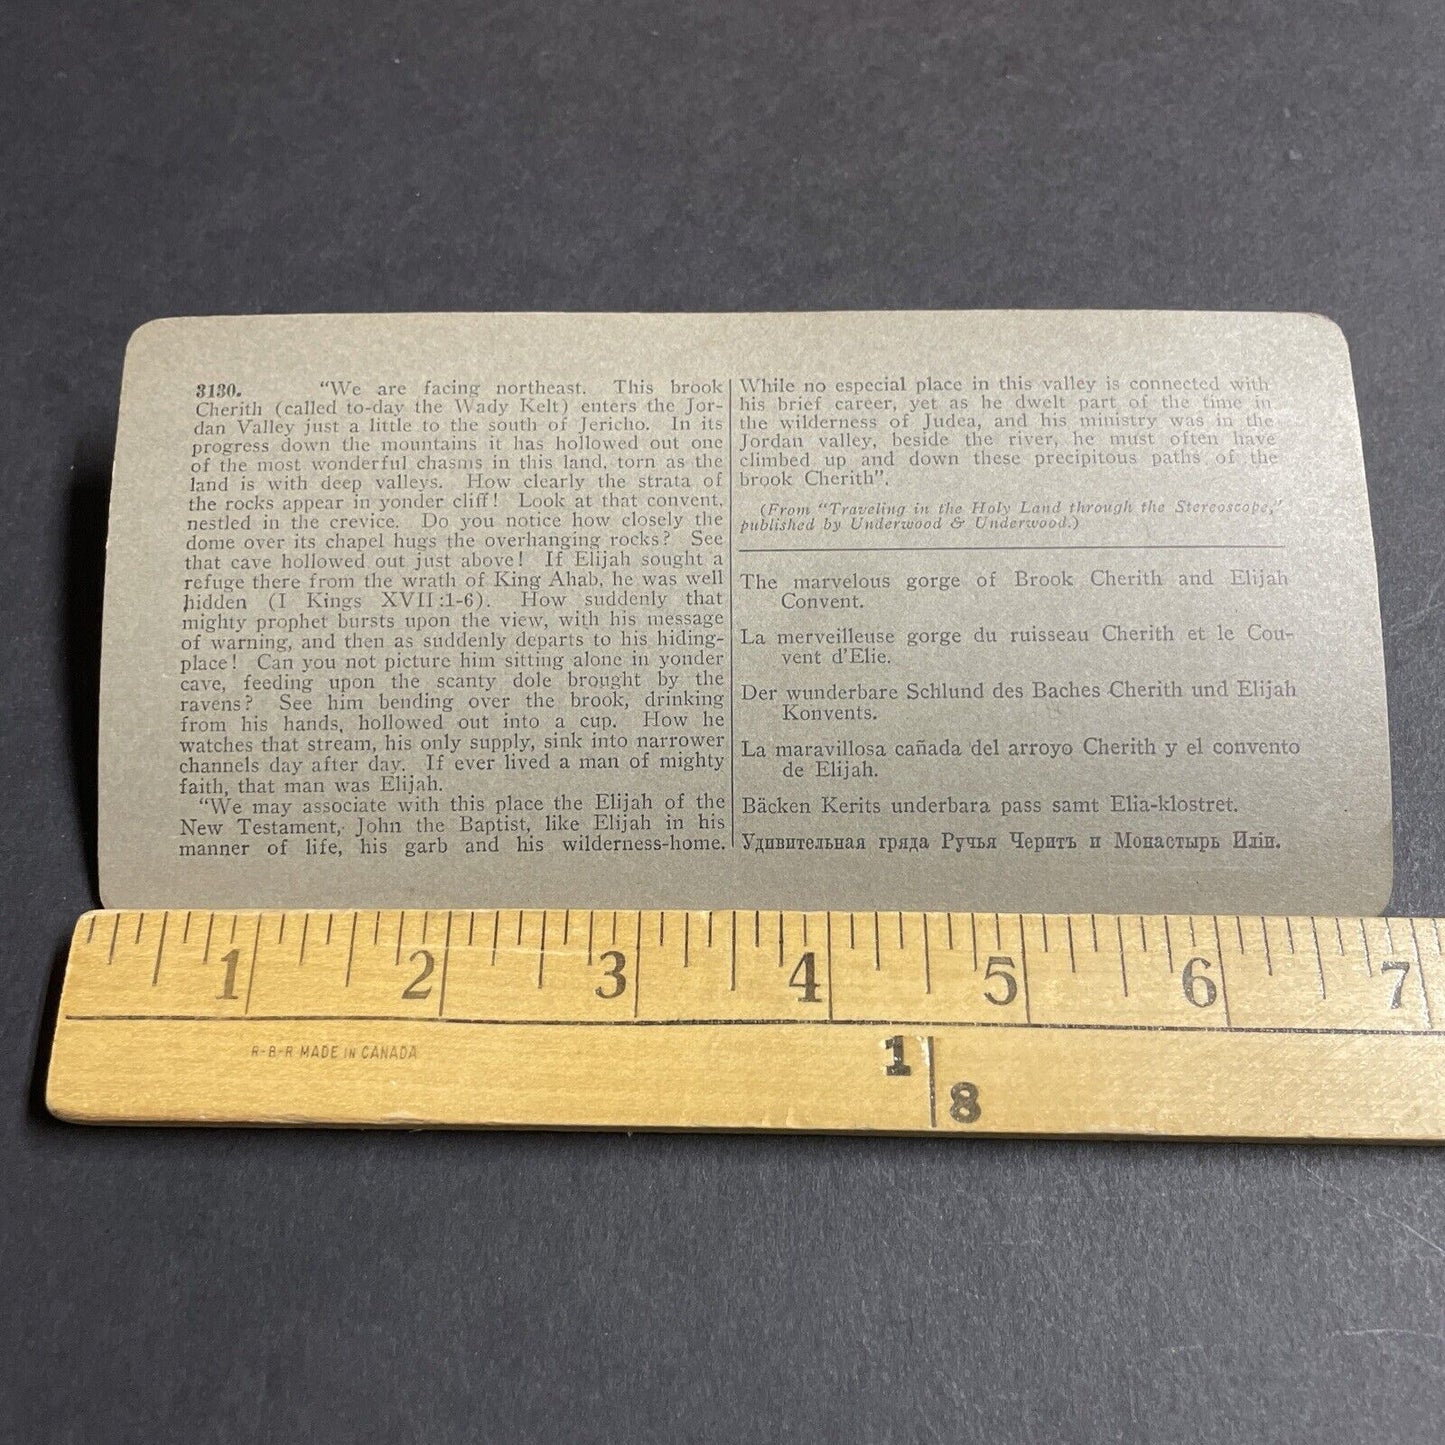 3130. "We are facing northeast. This brook
Cherith (called to-day the Wady Kelt) enters the Jor-
dan Valley just a little to the south of Jericho. In its
progress down the mountains it has hollowed out one
of the most wonderful chasms in this land, torn as the
land is with deep valleys. How clearly the strata of
the rocks appear in yonder cliff! Look at that convent,
nestled in the crevice. Do you notice how closely the
dome over its chapel hugs the overhanging rocks? See
that cave hollowed out just above! If Elijah sought a
refuge there from the wrath of King Ahab, he was well
hidden (I Kings XVII:1-6). How suddenly that
mighty prophet bursts upon the view, with his message
of warning, and then as suddenly departs to his hiding-
place! Can you not picture him sitting alone in yonder
cave, feeding upon the scanty dole brought by the
ravens? See him bending over the brook, drinking
from his hands, hollowed out into a cup. How he
watches that stream, his only supply, sink into narrower
channels day after day. If ever lived a man of mighty
faith, that man was Elijah.
"We may associate with this place the Elijah of the
New Testament, John the Baptist, like Elijah in his
manner of life, his garb and his wilderness-home.
While no especial place in this valley is connected with
his brief career, yet as he dwelt part of the time in
the wilderness of Judea, and his ministry was in the
Jordan valley, beside the river, he must often have
climbed up and down these precipitous paths of the
brook Cherith".
(From "Traveling in the Holy Land through the Stereoscope,"
published by Underwood & Underwood.)
The marvelous gorge of Brook Cherith and Elijah
Convent.
La merveilleuse gorge du ruisseau Cherith et le Cou-
vent d'Elie.
Der wunderbare Schlund des Baches Cherith und Elijah
Konvents.
La maravillosa cañada del arroyo Cherith y el convento
de Elijah.
Bäcken Kerits underbara pass samt Elia-klostret.
Удивительная гряда Ручья Черитъ и Монастырь Иліи.
1 2 3 4 5 6 7
R-B-R MADE IN CANADA
1
8